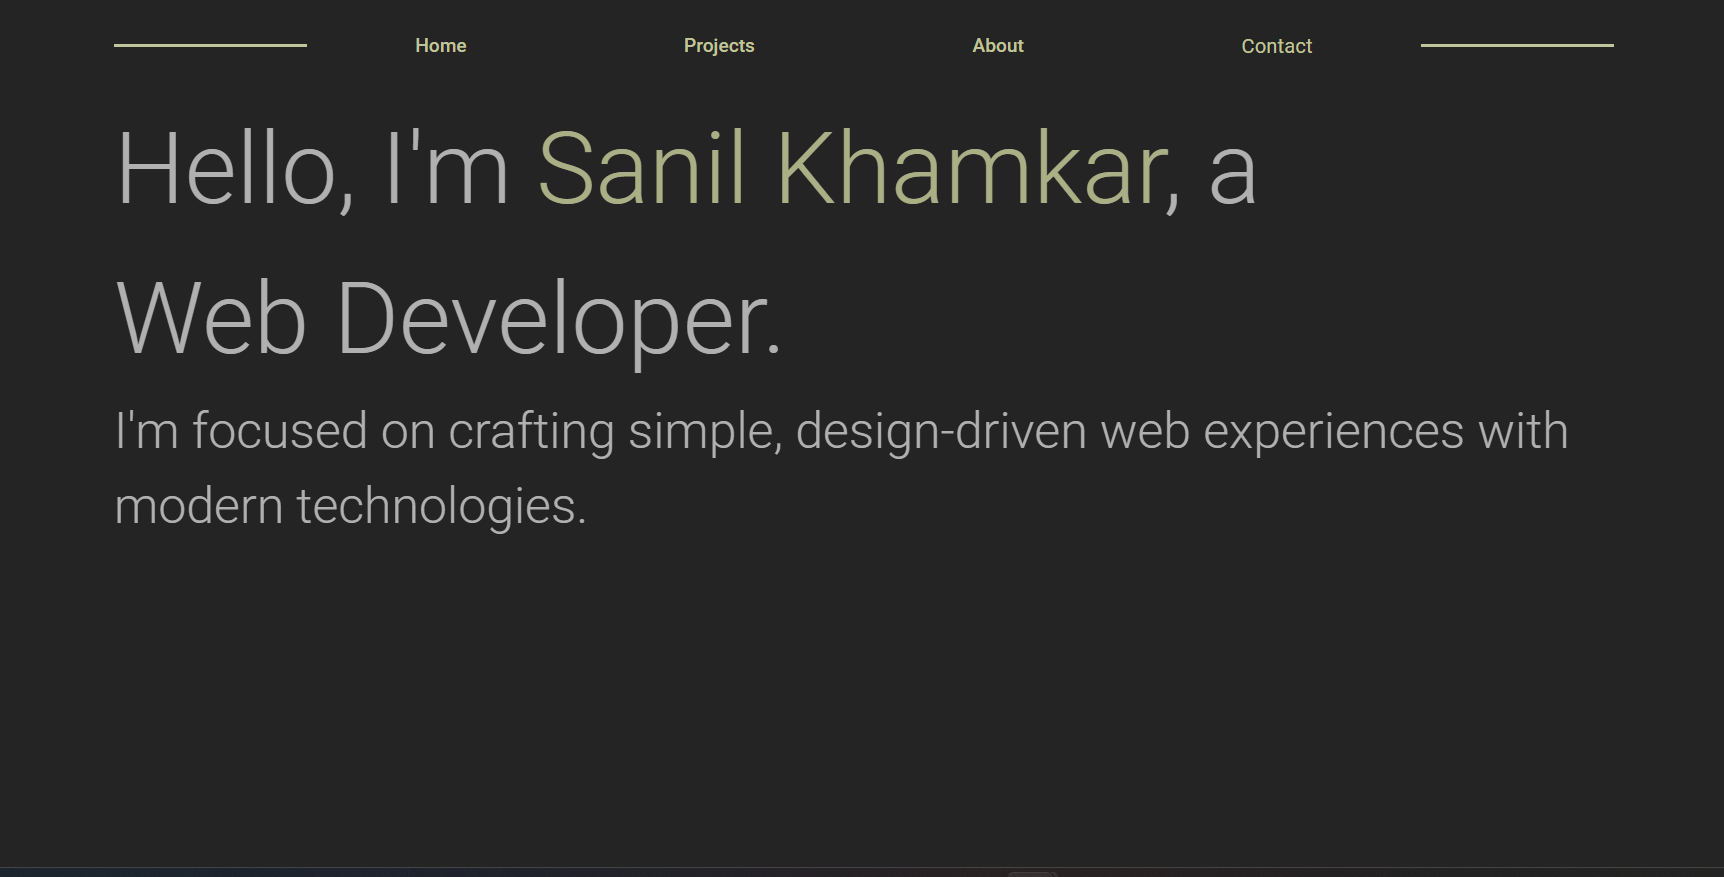 Home Projects About Contact
Hello, I'm Sanil Khamkar, a
Web Developer.
I'm focused on crafting simple, design-driven web experiences with
modern technologies.